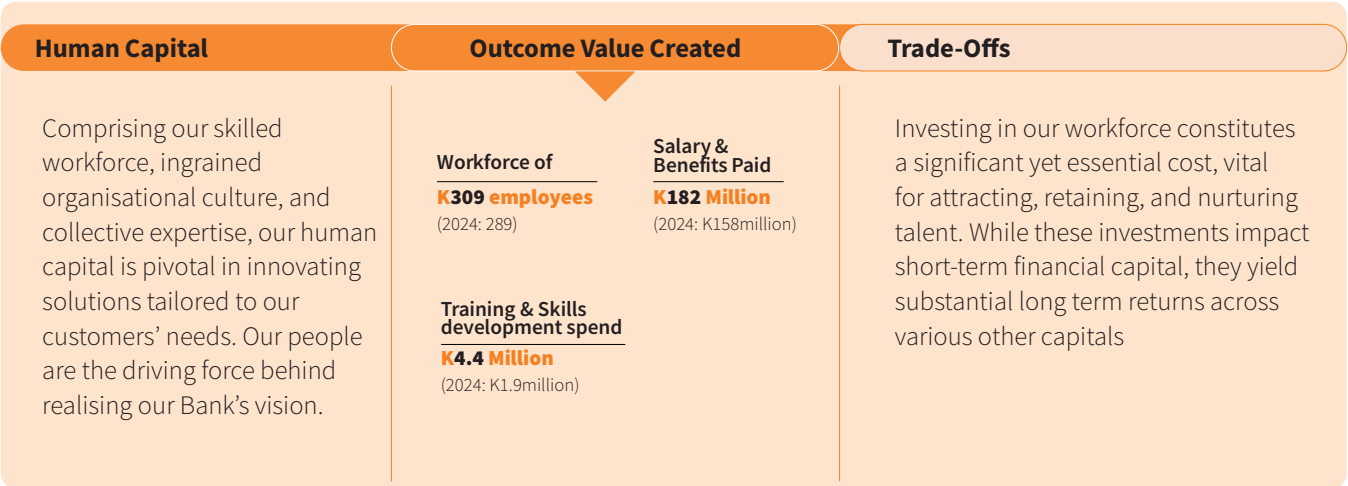 Human Capital
Comprising our skilled
workforce, ingrained
organisational culture, and
collective expertise, our human
capital is pivotal in innovating
solutions tailored to our
customers’ needs. Our people
are the driving force behind
realising our Bank’s vision.
Outcome Value Created
Workforce of
K309 employees
(2024: 289)
Salary &
Benefits Paid
K182 Million
(2024: K158million)
Training & Skills
development spend
K4.4 Million
(2024: K1.9million)
Trade-Offs
Investing in our workforce constitutes
a significant yet essential cost, vital
for attracting, retaining, and nurturing
talent. While these investments impact
short-term financial capital, they yield
substantial long term returns across
various other capitals